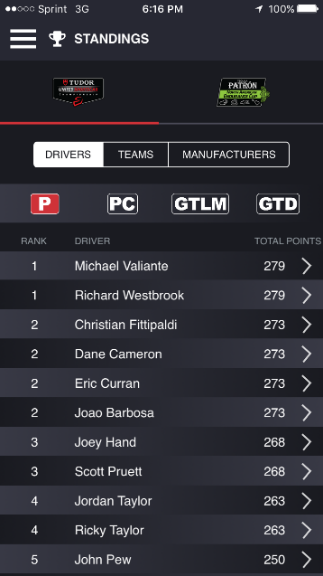 Sprint 3G 6:16 PM 100%
STANDINGS
TUDOR
PATRÓN
DRIVERS TEAMS MANUFACTURERS
P PC GTLM GTD
RANK DRIVER TOTAL POINTS
1 Michael Valiante 279
1 Richard Westbrook 279
2 Christian Fittipaldi 273
2 Dane Cameron 273
2 Eric Curran 273
2 Joao Barbosa 273
3 Joey Hand 268
3 Scott Pruett 268
4 Jordan Taylor 263
4 Ricky Taylor 263
5 John Pew 250